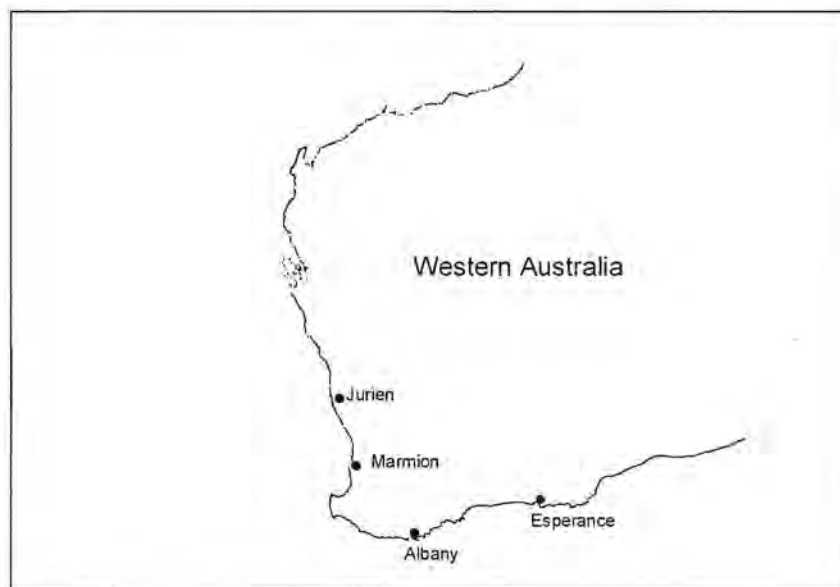 Western Australia
Jurien
Marmion
Esperance
Albany